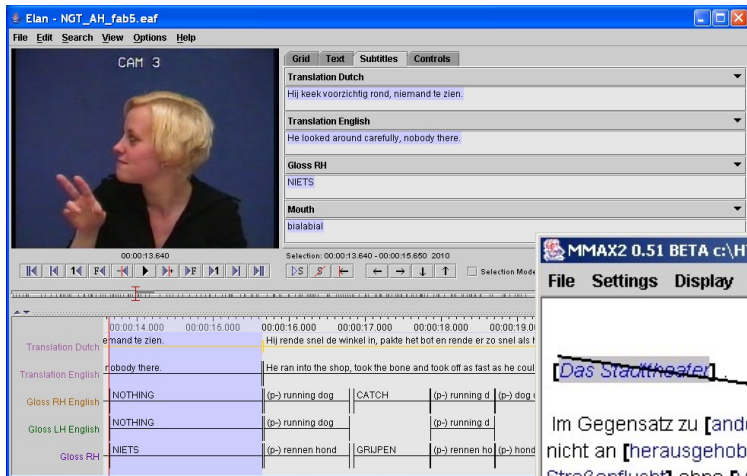 Elan - NGT_AH_fab5.eaf
File Edit Search View Options Help
CAM 3
Grid Text Subtitles Controls
Translation Dutch
Hij keek voorzichtig rond, niemand te zien.
Translation English
He looked around carefully, nobody there.
Gloss RH
NIETS
Mouth
bialabial
00:00:13.640
Selection: 00:00:13.640 - 00:00:15.650 2010
Selection Mode
00:00:14.000 00:00:15.000 00:00:16.000 00:00:17.000 00:00:18.000 00:00:19.0
Translation Dutch
emand te zien.
Hij rende snel de winkel in, pakte het bot en rende er zo snel als
Translation English
nobody there.
He ran into the shop, took the bone and took off as fast as he coul
Gloss RH English
NOTHING (p-) running dog CATCH (p-) running d (p-) dog
Gloss LH English
NOTHING (p-) running dog (p-) running d
Gloss RH
NIETS (p-) rennen hond GRIJPEN (p-) rennen ho (p-) hond
MMAX2 0.51 BETA c:\H
File Settings Display
[Das Stadttheater] .
Im Gegensatz zu [ande
nicht an [herausgehob